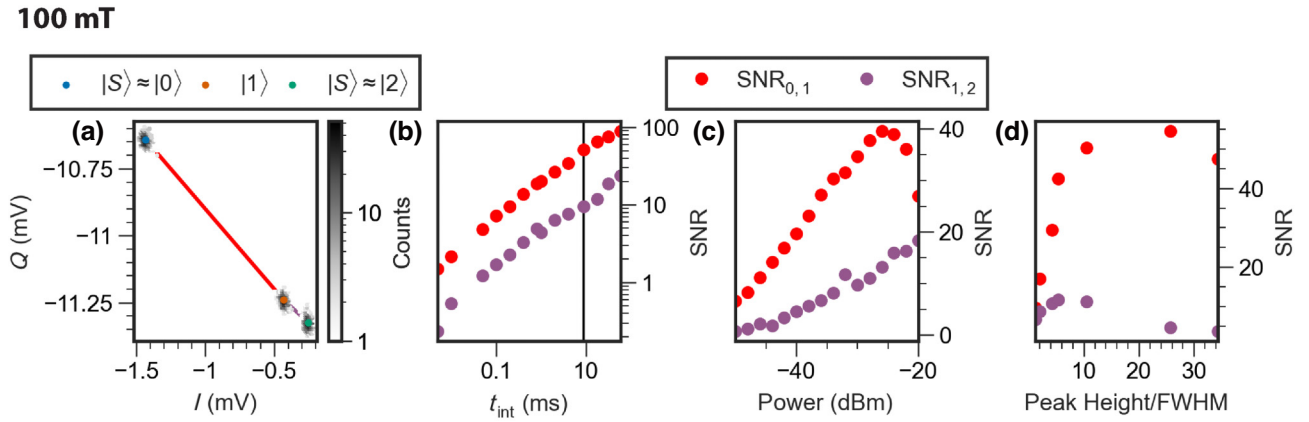 100 mT
|S⟩≈|0⟩ |1⟩ |S⟩≈|2⟩
SNR0, 1 SNR1, 2
(a) (b) (c) (d)
Q (mV)
−10.75
−11
−11.25
−1.5 −1 −0.5
I (mV)
Counts
10
1
0.1 10
tint (ms)
SNR
100
10
1
−40 −20
Power (dBm)
SNR
40
20
0
10 20 30
Peak Height/FWHM
SNR
40
20